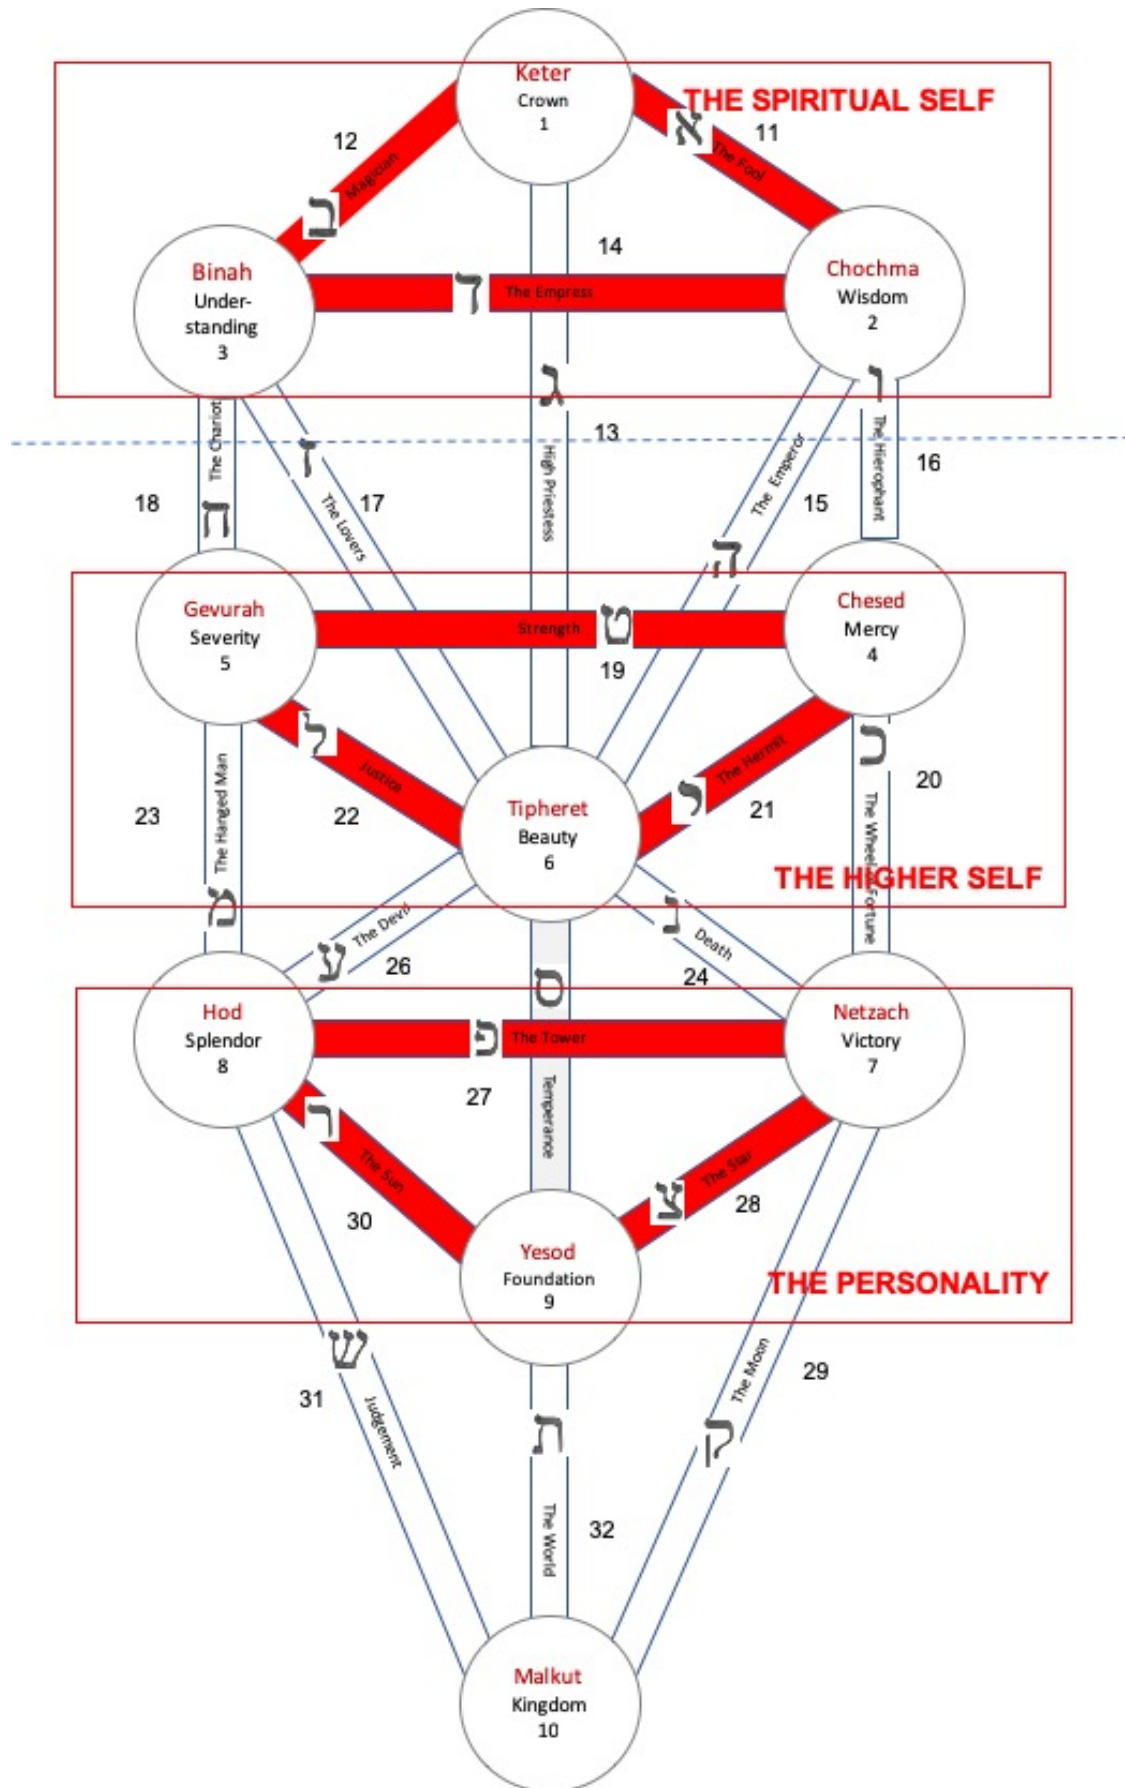 Keter
Crown
1
THE SPIRITUAL SELF
12
Magician
ב
א
11
The Fool
Binah
Under-
standing
3
14
ד
The Empress
Chochma
Wisdom
2
ג
13
High Priestess
ו
The Hierophant
16
The Chariot
ח
18
ז
The Lovers
17
The Emperor
ה
15
Gevurah
Severity
5
Strength
ט
19
Chesed
Mercy
4
ל
Justice
22
Tipheret
Beauty
6
The Hermit
י
21
כ
The Wheel of Fortune
20
THE HIGHER SELF
23
The Hanged Man
The Devil
ע
26
נ
Death
24
Hod
Splendor
8
ס
Temperance
פ
The Tower
27
Netzach
Victory
7
ר
The Sun
30
Yesod
Foundation
9
The Star
צ
28
THE PERSONALITY
ש
Judgement
31
ת
The World
32
The Moon
ק
29
Malkut
Kingdom
10